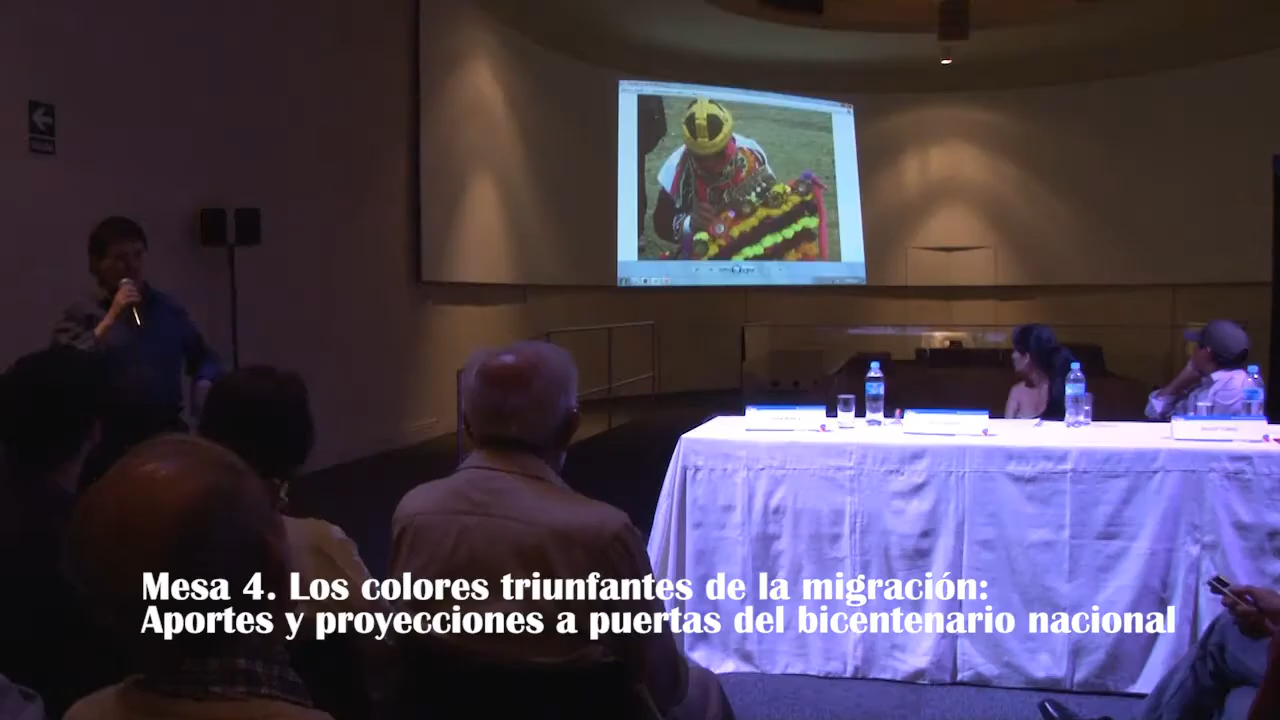 Mesa 4. Los colores triunfantes de la migración:
Aportes y proyecciones a puertas del bicentenario nacional